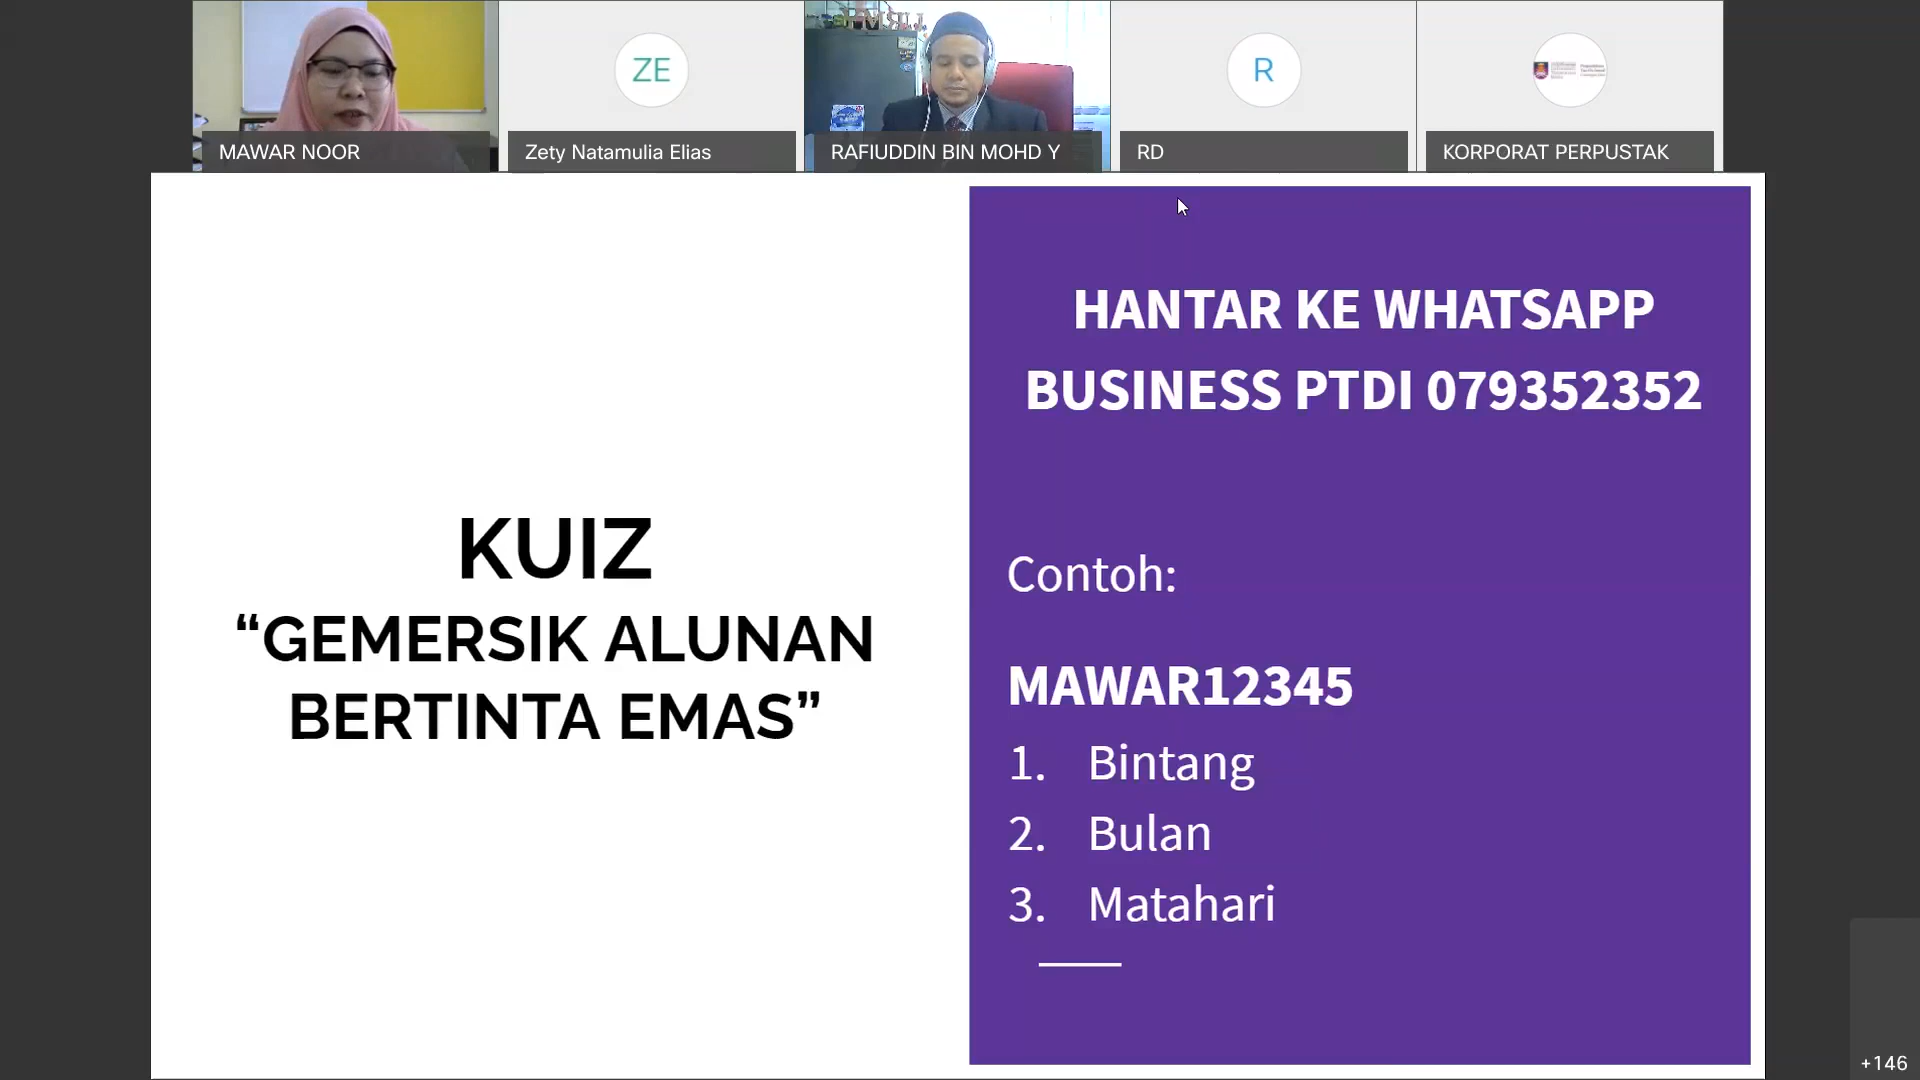 ZE
R
MAWAR NOOR
Zety Natamulia Elias
RAFIUDDIN BIN MOHD Y
RD
KORPORAT PERPUSTAK
KUIZ
“GEMERSIK ALUNAN
BERTINTA EMAS”
HANTAR KE WHATSAPP
BUSINESS PTDI 079352352
Contoh:
MAWAR12345
1. Bintang
2. Bulan
3. Matahari
+146